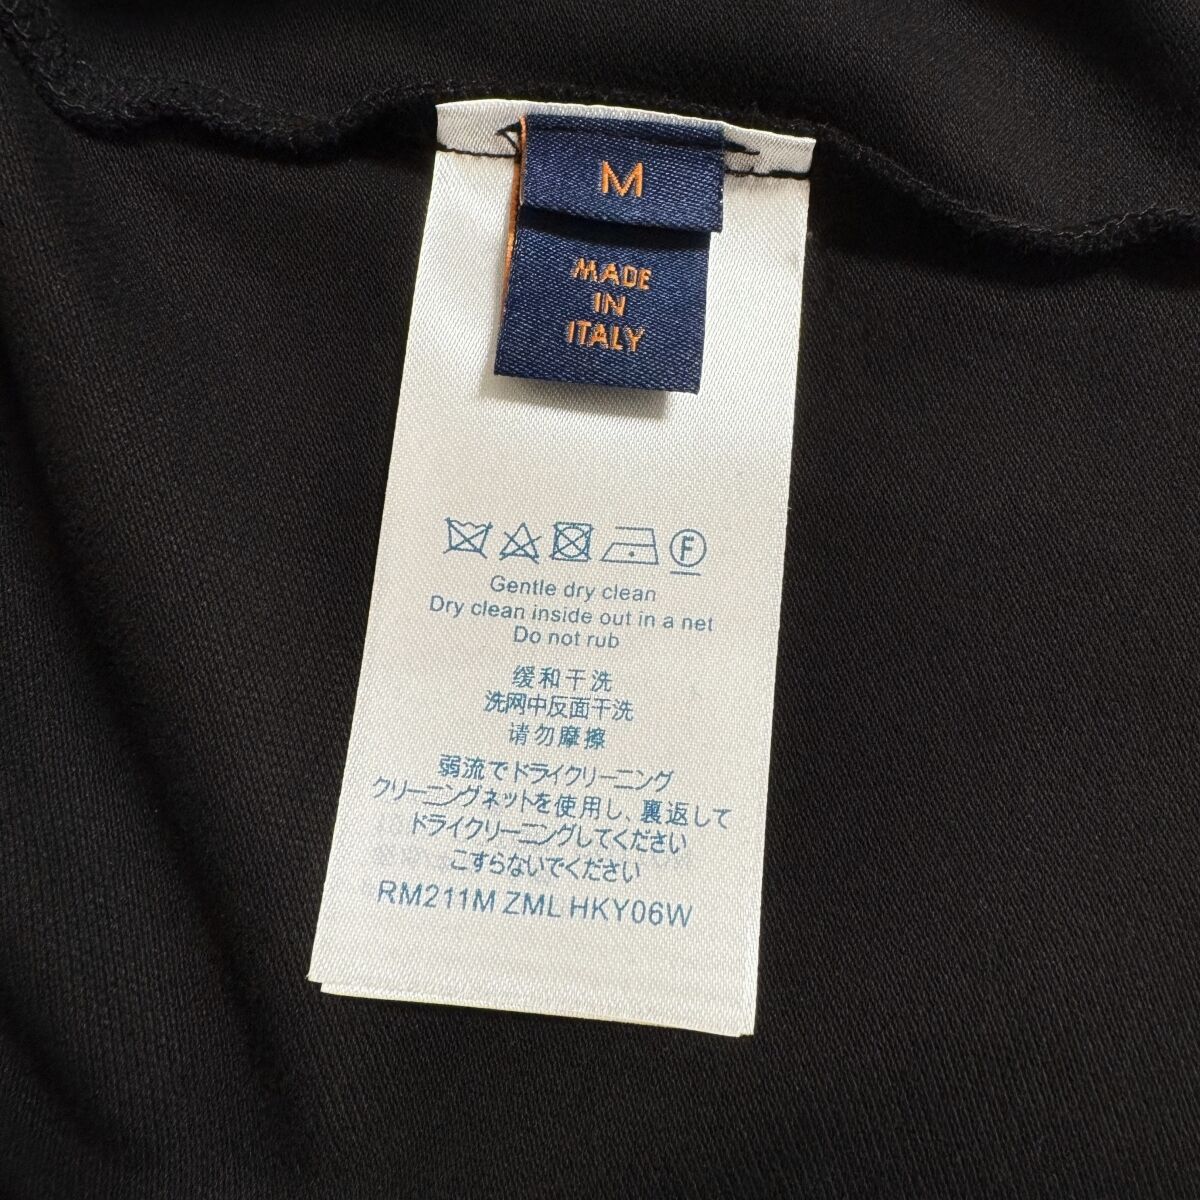 M
MADE
IN
ITALY
F
Gentle dry clean
Dry clean inside out in a net
Do not rub
缓和干洗
洗网中反面干洗
请勿摩擦
弱流でドライクリーニング
クリーニングネットを使用し、裏返して
ドライクリーニングしてください
こすらないでください
RM211M ZML HKY06W